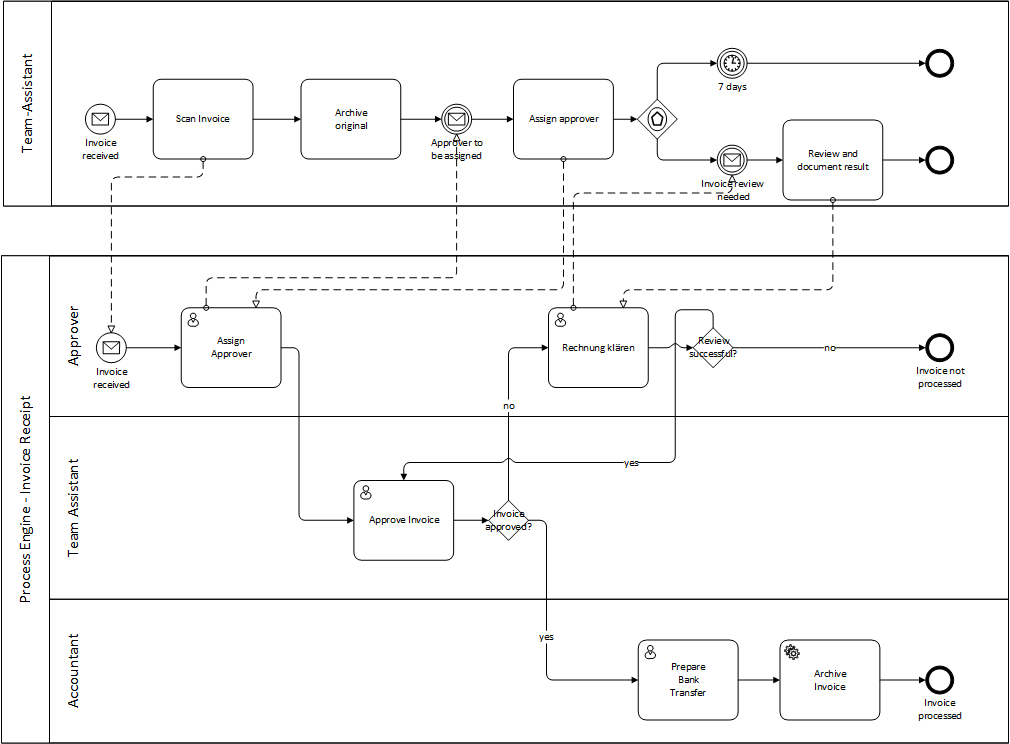 Team-Assistant
7 days
Scan Invoice
Archive
original
Assign approver
Invoice
received
Approver to
be assigned
Review and
document result
Invoice review
needed
Process Engine - Invoice Receipt
Approver
Assign
Approver
Rechnung klären
Review
successful?
no
Invoice
received
Invoice not
processed
no
Team Assistant
yes
Approve Invoice
Invoice
approved?
Accountant
yes
Prepare
Bank
Transfer
Archive
Invoice
Invoice
processed